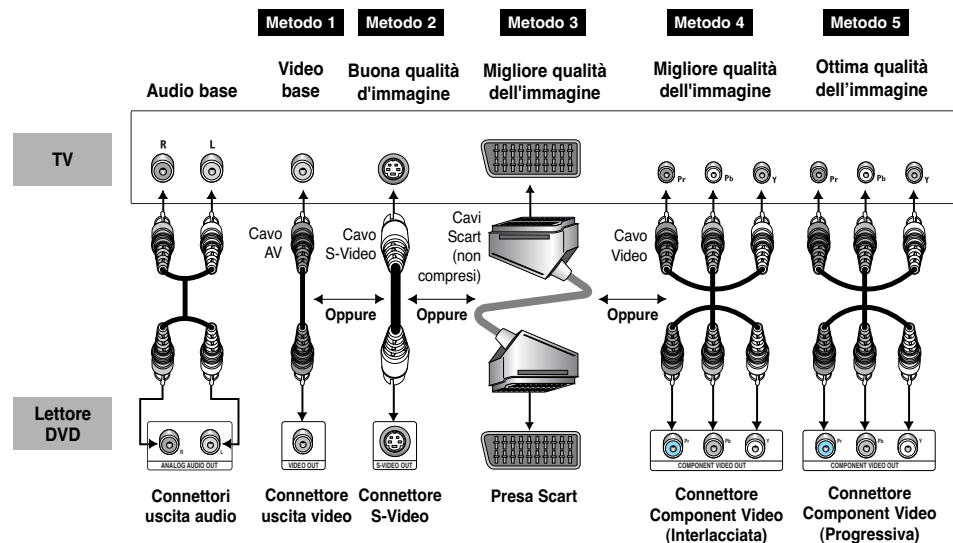 Metodo 1 Metodo 2 Metodo 3 Metodo 4 Metodo 5
Audio base
Video
base
Buona qualità
d'immagine
Migliore qualità
dell'immagine
Migliore qualità
dell'immagine
Ottima qualità
dell'immagine
TV
R L
Pr Pb Y Pr Pb Y
Cavo
AV
Cavo
S-Video
Cavi
Scart
(non
compresi)
Cavo
Video
Oppure Oppure Oppure
Lettore
DVD
R L
ANALOG AUDIO OUT
VIDEO OUT
S-VIDEO OUT
Pr Pb Y
COMPONENT VIDEO OUT
Pr Pb Y
COMPONENT VIDEO OUT
Connettori
uscita audio
Connettore
uscita video
Connettore
S-Video
Presa Scart
Connettore
Component Video
(Interlacciata)
Connettore
Component Video
(Progressiva)